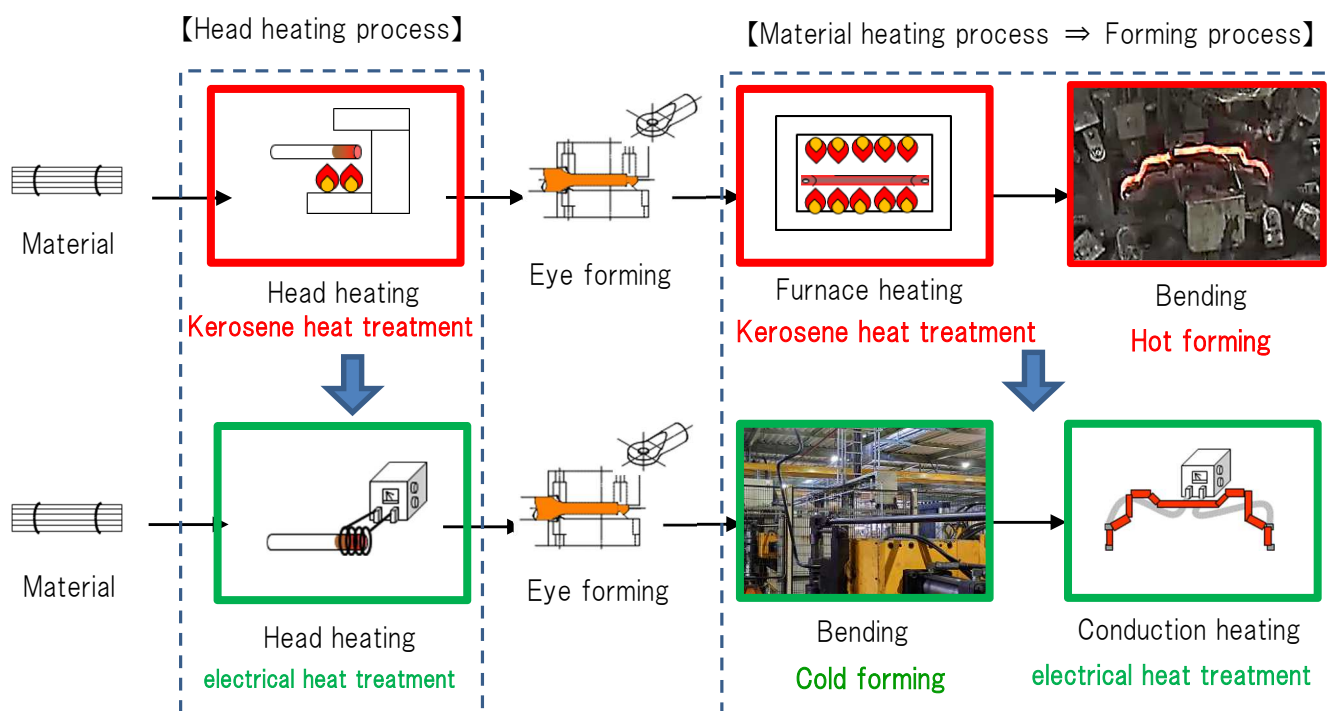 【Head heating process】
【Material heating process ⇒ Forming process】
Material
Head heating
Kerosene heat treatment
Eye forming
Furnace heating
Kerosene heat treatment
Bending
Hot forming
Material
Head heating
electrical heat treatment
Eye forming
Bending
Cold forming
Conduction heating
electrical heat treatment